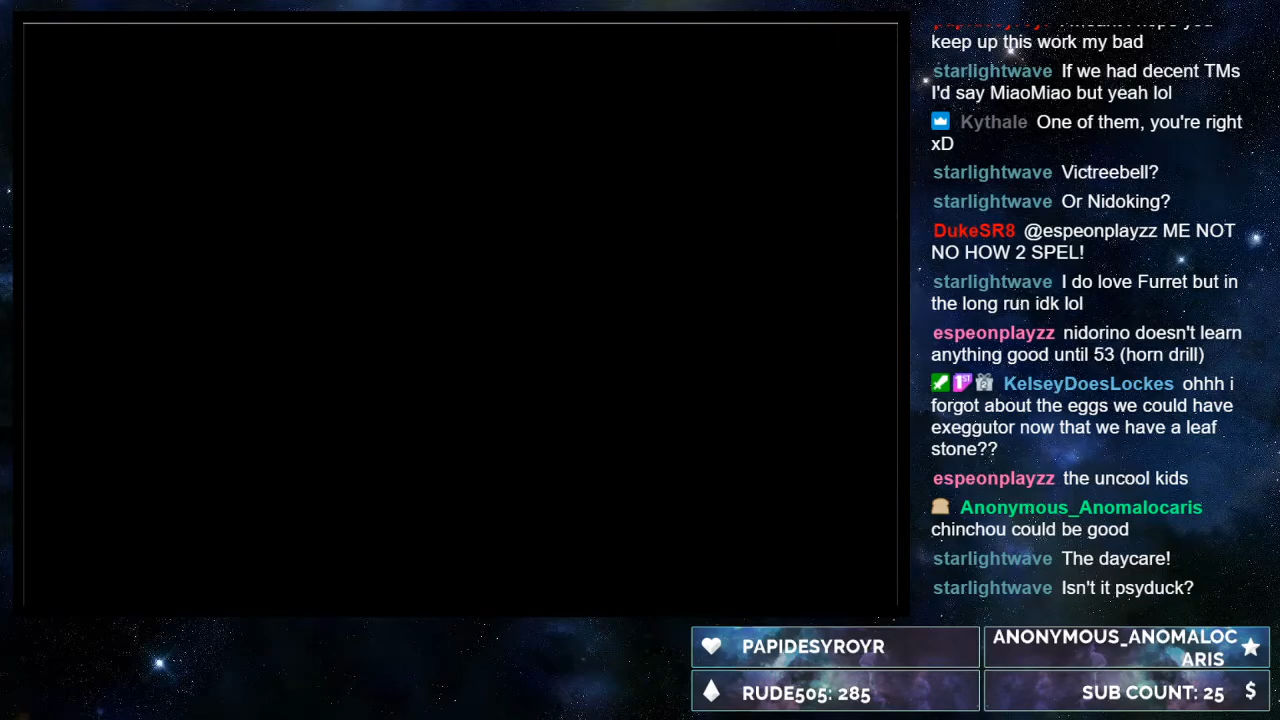 keep up this work my bad
starlightwave If we had decent TMs
I'd say MiaoMiao but yeah lol
Kythale One of them, you're right
xD
starlightwave Victreebell?
starlightwave Or Nidoking?
DukeSR8 @espeonplayzz ME NOT
NO HOW 2 SPEL!
starlightwave I do love Furret but in
the long run idk lol
espeonplayzz nidorino doesn't learn
anything good until 53 (horn drill)
KelseyDoesLockes ohhh i
forgot about the eggs we could have
exeggutor now that we have a leaf
stone??
espeonplayzz the uncool kids
Anonymous_Anomalocaris
chinchou could be good
starlightwave The daycare!
starlightwave Isn't it psyduck?
PAPIDESYROYR
ANONYMOUS_ANOMALOC
ARIS
RUDE505: 285
SUB COUNT: 25